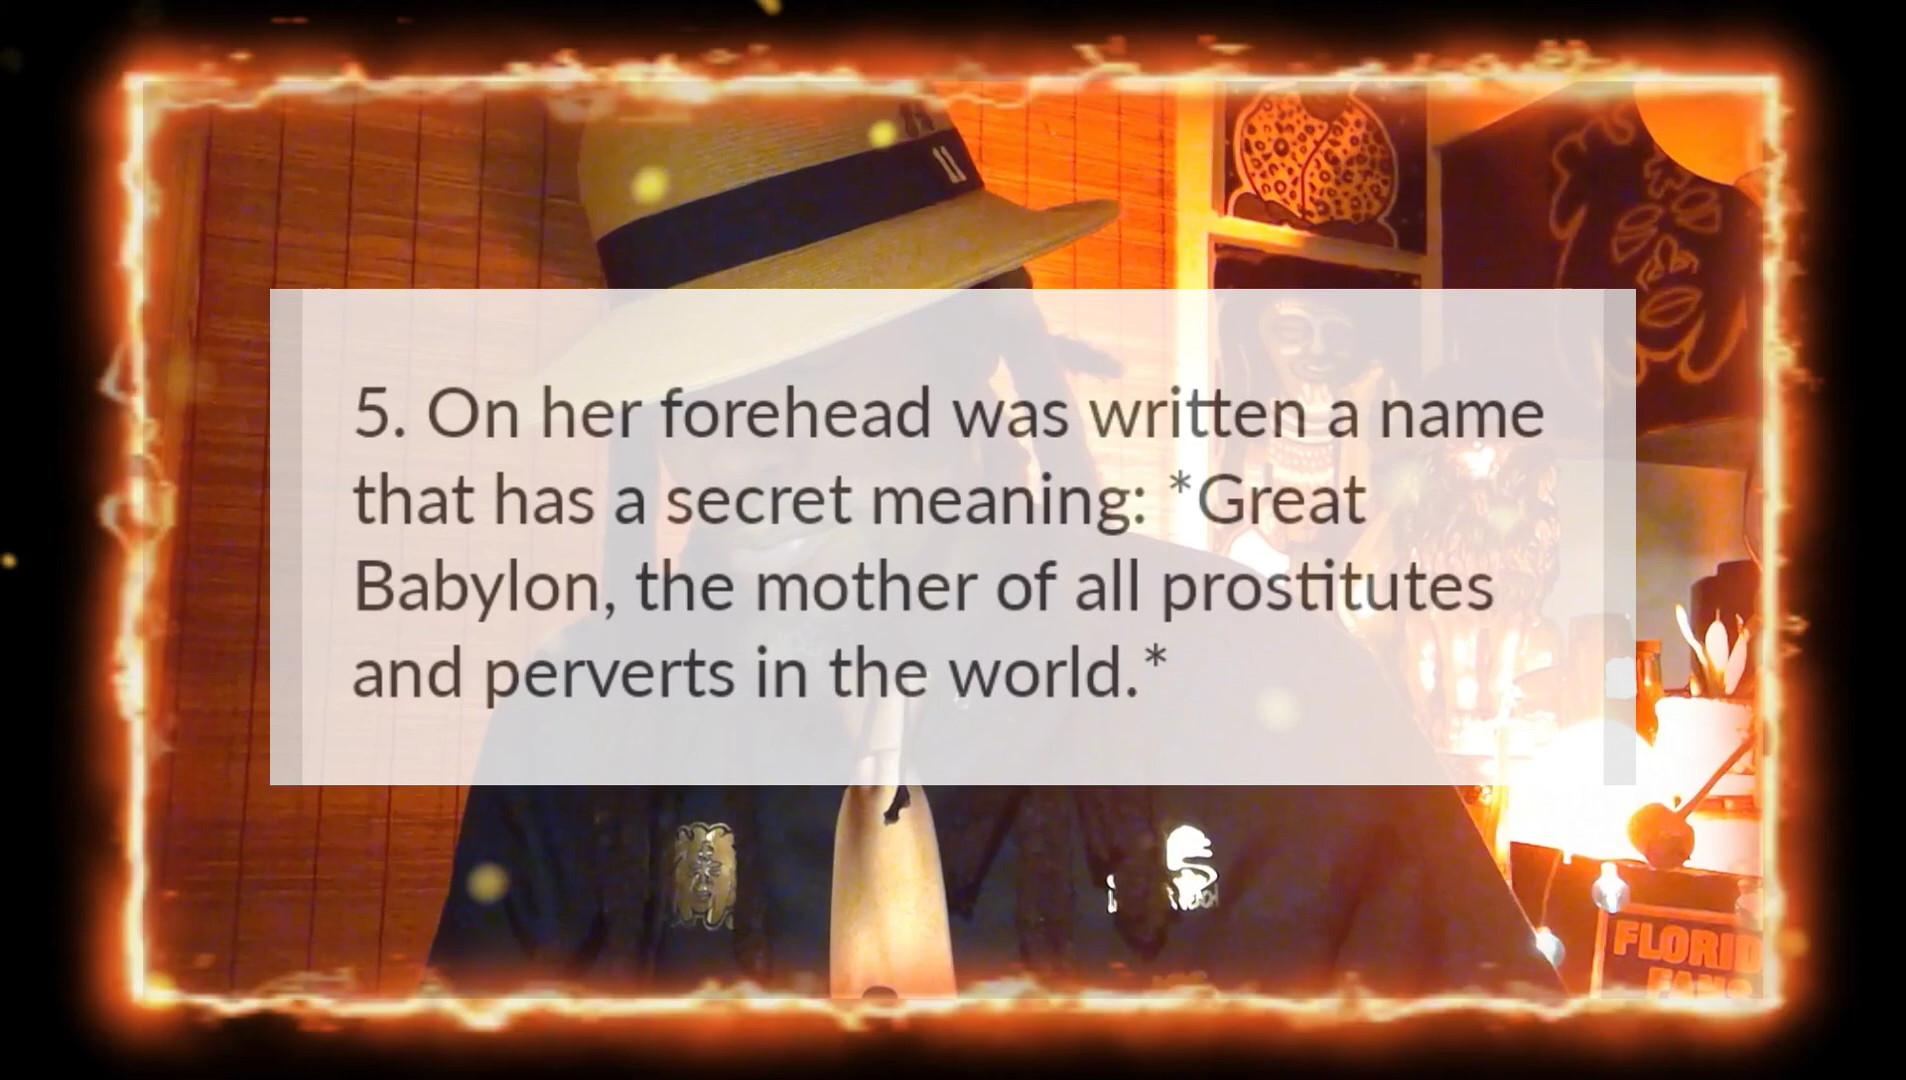 5. On her forehead was written a name
that has a secret meaning: *Great
Babylon, the mother of all prostitutes
and perverts in the world.*
FLORID
FANS